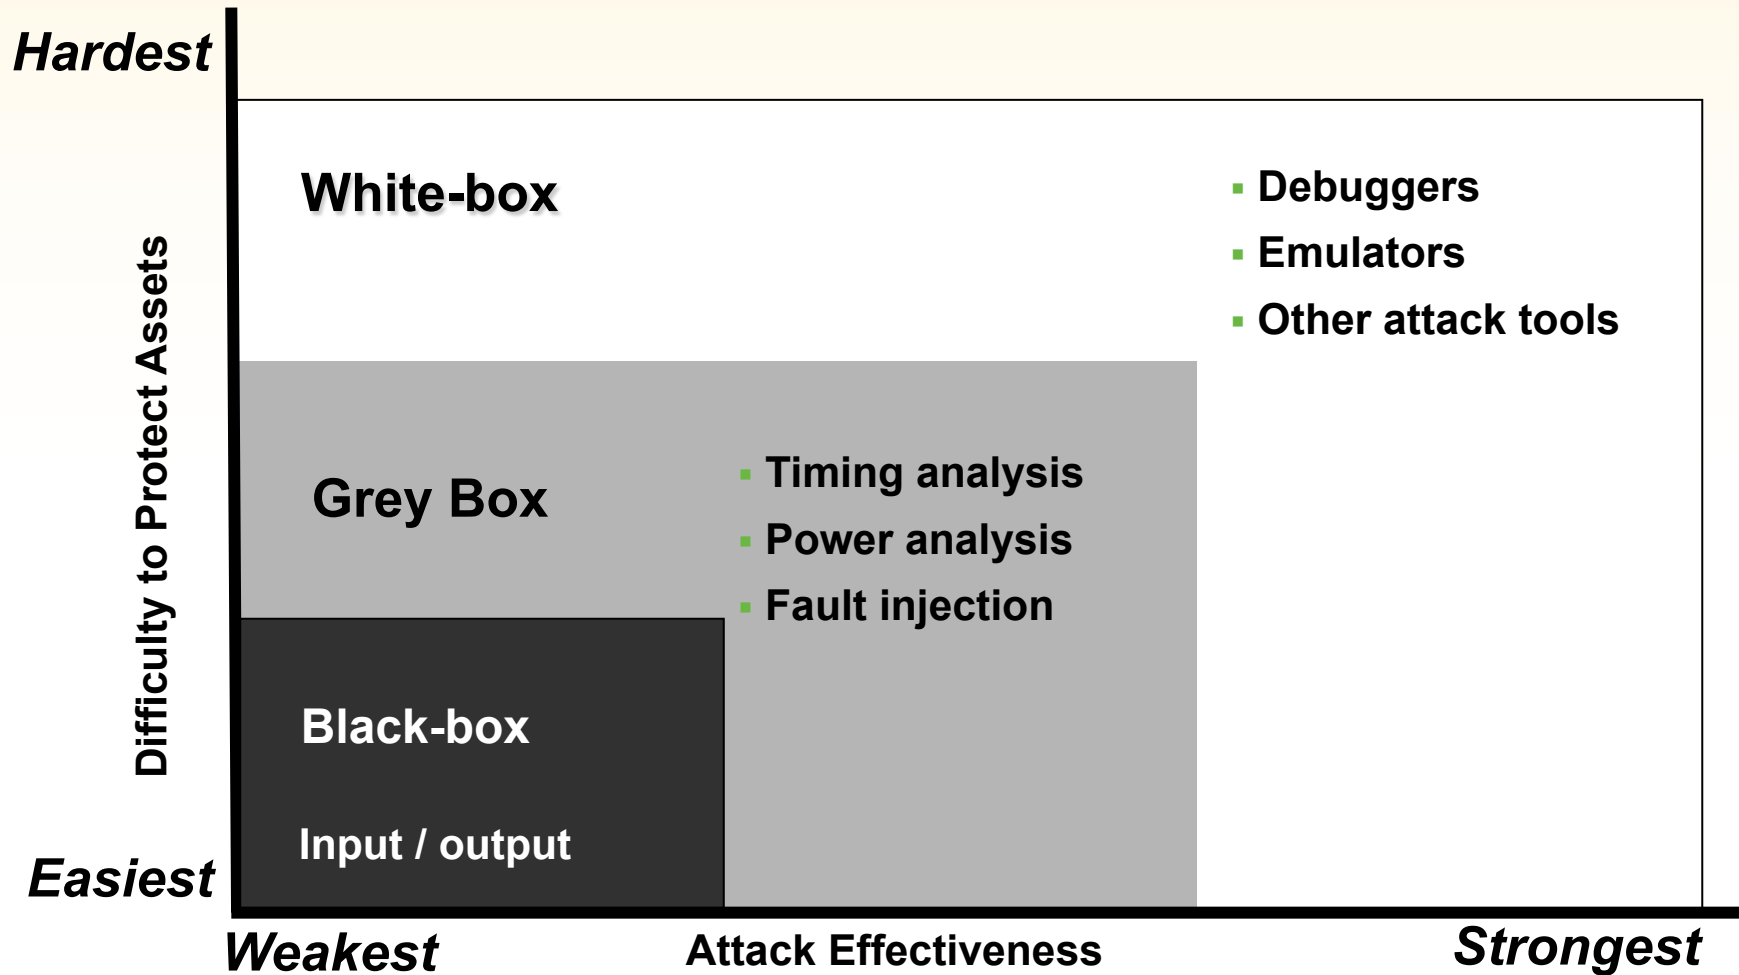 Hardest
White-box
▪ Debuggers
▪ Emulators
▪ Other attack tools
Difficulty to Protect Assets
Grey Box
▪ Timing analysis
▪ Power analysis
▪ Fault injection
Black-box
Input / output
Easiest
Weakest
Attack Effectiveness
Strongest